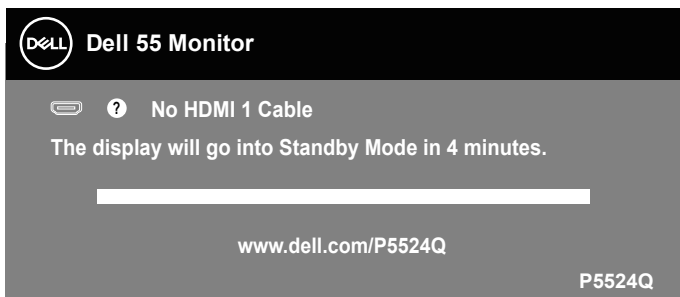 DELL Dell 55 Monitor
? No HDMI 1 Cable
The display will go into Standby Mode in 4 minutes.
www.dell.com/P5524Q
P5524Q